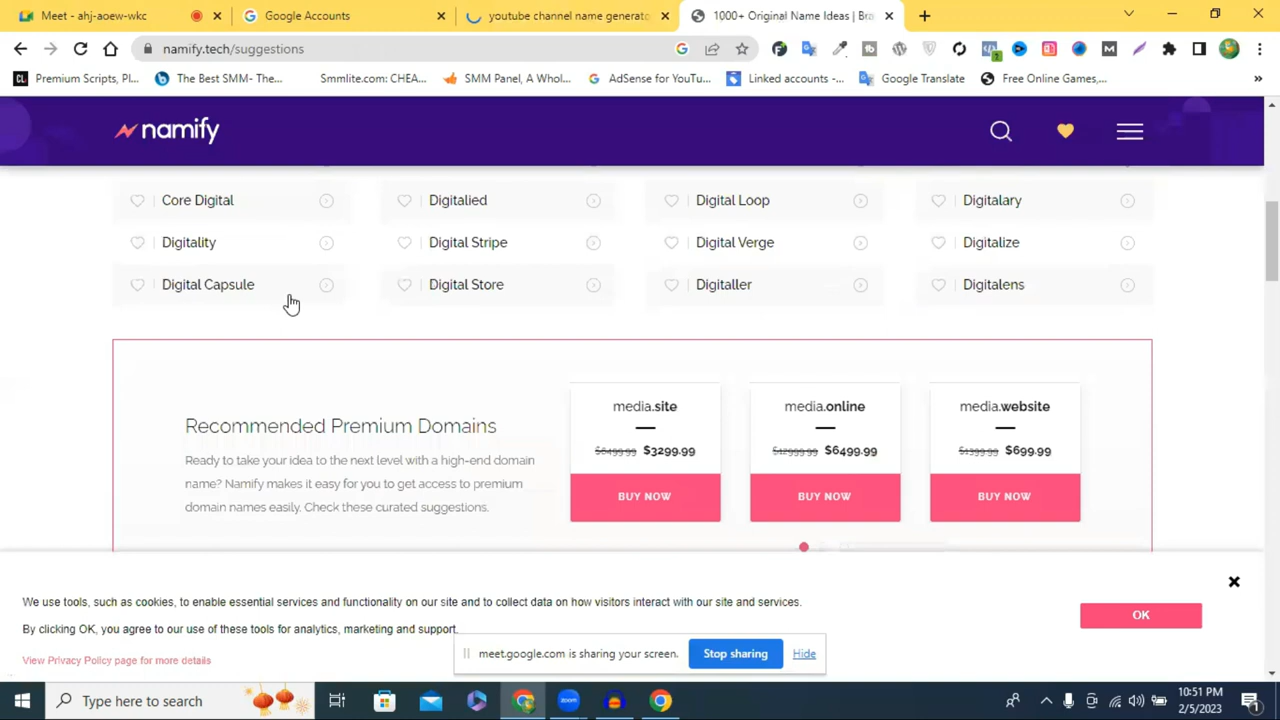 Meet - ahj-aoew-wkc
Google Accounts
youtube channel name generato
1000+ Original Name Ideas | Bra
namify.tech/suggestions
Premium Scripts, Pl...
The Best SMM- The...
Smmlite.com: CHEA...
SMM Panel, A Whol...
AdSense for YouTu...
Linked accounts -...
Google Translate
Free Online Games,...
namify
Core Digital
Digitalied
Digital Loop
Digitalary
Digitality
Digital Stripe
Digital Verge
Digitalize
Digital Capsule
Digital Store
Digitaller
Digitalens
Recommended Premium Domains
Ready to take your idea to the next level with a high-end domain
name? Namify makes it easy for you to get access to premium
domain names easily. Check these curated suggestions.
media.site
$6499.99 $3299.99
BUY NOW
media.online
$12999.99 $6499.99
BUY NOW
media.website
$1399.99 $699.99
BUY NOW
We use tools, such as cookies, to enable essential services and functionality on our site and to collect data on how visitors interact with our site and services.
By clicking OK, you agree to our use of these tools for analytics, marketing and support.
View Privacy Policy page for more details
OK
meet.google.com is sharing your screen.
Stop sharing
Hide
Type here to search
10:51 PM
2/5/2023